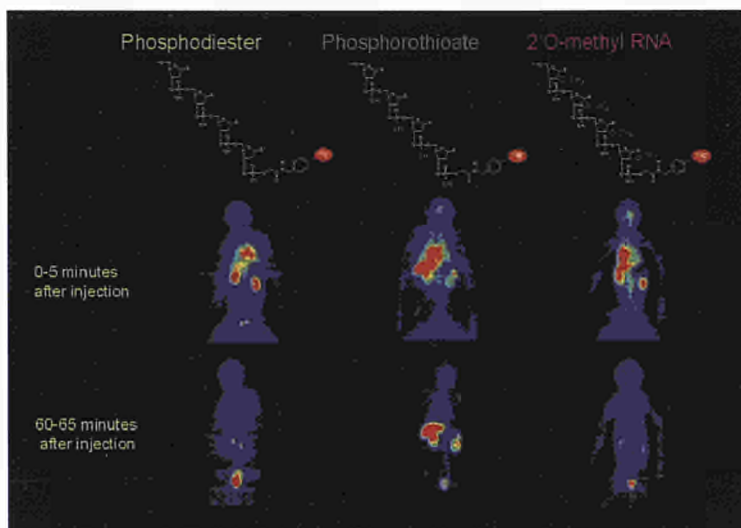 Phosphodiester
Phosphorothioate
2'O-methyl RNA
0-5 minutes
after injection
60-65 minutes
after injection